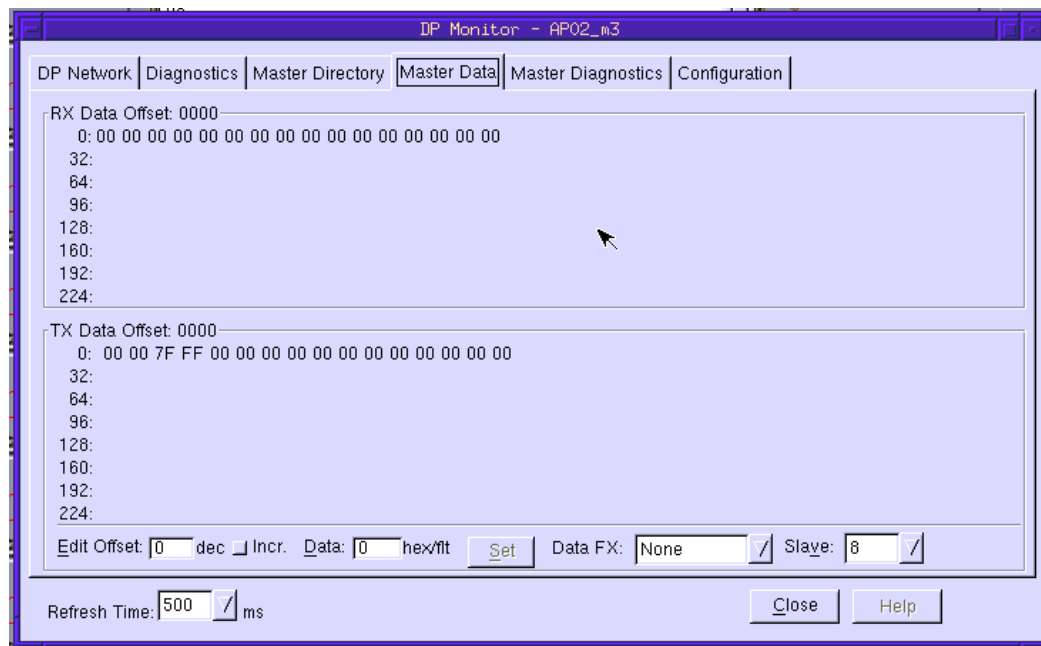 DP Monitor - AP02_m3
DP Network Diagnostics Master Directory Master Data Master Diagnostics Configuration
RX Data Offset: 0000
0: 00 00 00 00 00 00 00 00 00 00 00 00 00 00 00 00
32:
64:
96:
128:
160:
192:
224:
TX Data Offset: 0000
0: 00 00 7F FF 00 00 00 00 00 00 00 00 00 00 00 00
32:
64:
96:
128:
160:
192:
224:
Edit Offset: 0 dec Incr. Data: 0 hex/flt Set Data FX: None Slave: 8
Refresh Time: 500 ms Close Help